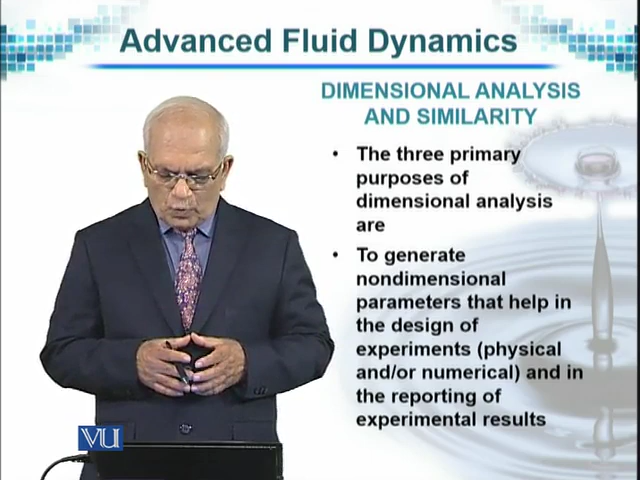 Advanced Fluid Dynamics
DIMENSIONAL ANALYSIS
AND SIMILARITY
• The three primary
purposes of
dimensional analysis
are
• To generate
nondimensional
parameters that help in
the design of
experiments (physical
and/or numerical) and in
the reporting of
experimental results
VU